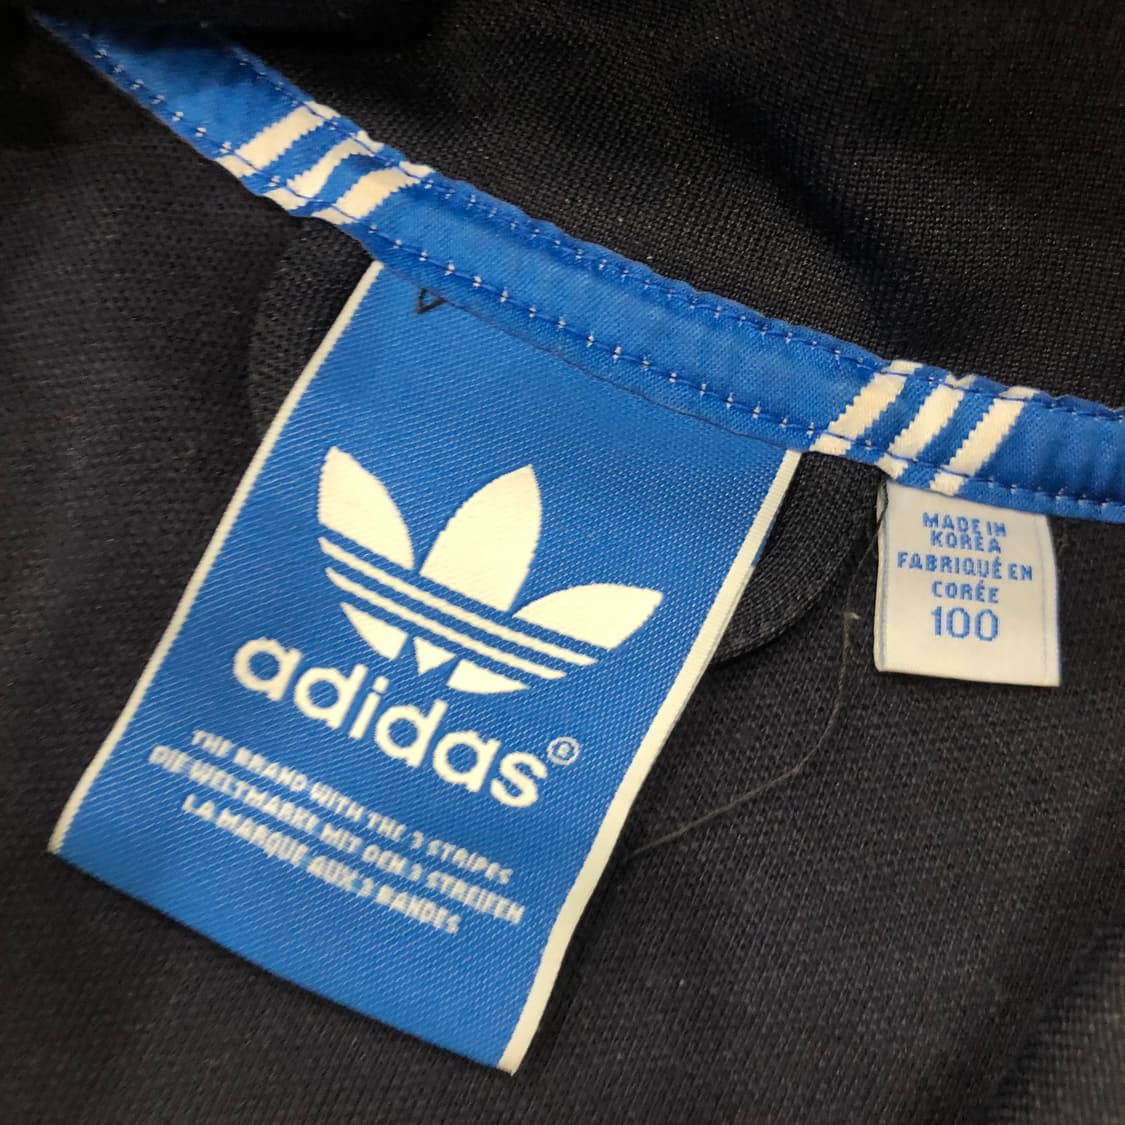 adidas®
THE BRAND WITH THE 3 STRIPES
DIE WELTMARKE MIT DEN 3 STREIFEN
LA MARQUE AUX 3 BANDES
MADE IN
KOREA
FABRIQUÉ EN
CORÉE
100